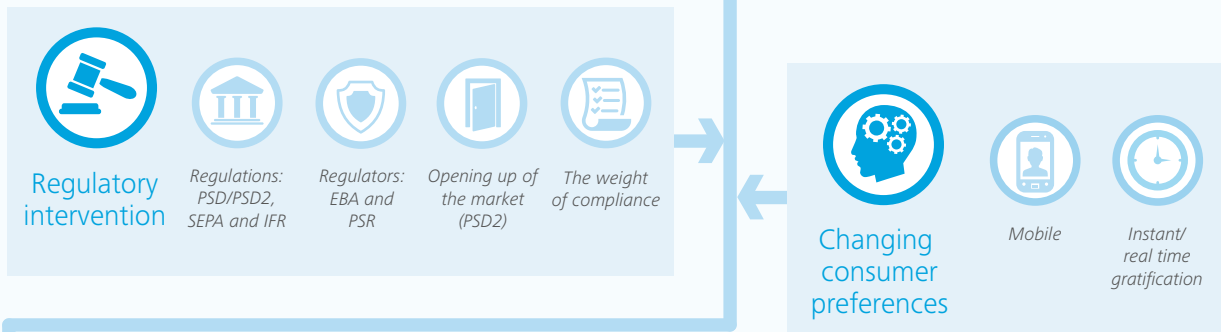 Regulatory
intervention
Regulations:
PSD/PSD2,
SEPA and IFR
Regulators:
EBA and
PSR
Opening up of
the market
(PSD2)
The weight
of compliance
Changing
consumer
preferences
Mobile
Instant/
real time
gratification